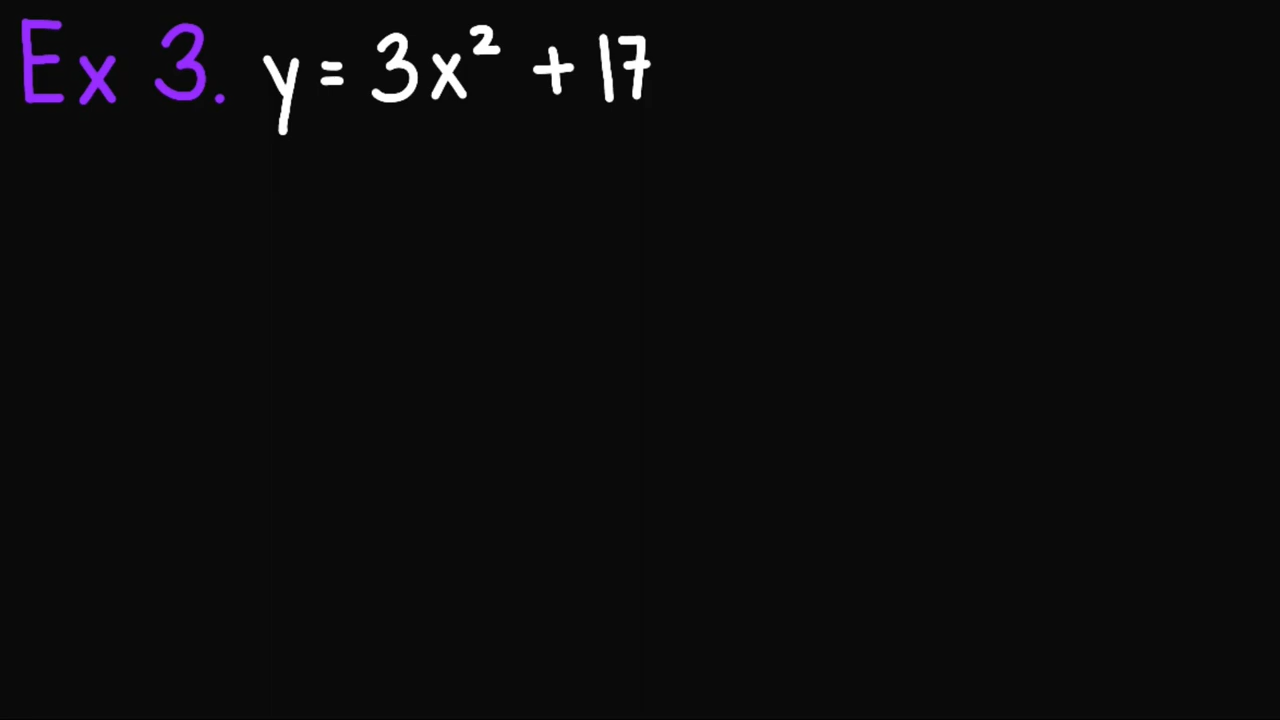 Ex 3. y = 3x² + 17